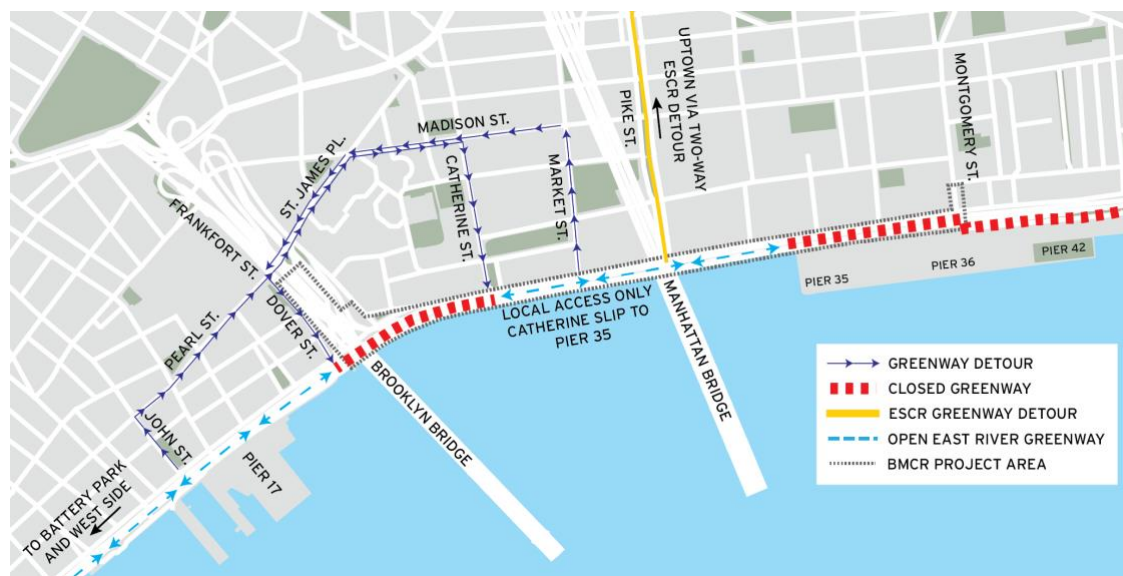 UPTOWN VIA TWO-WAY
ESCR DETOUR
PIKE ST.
MONTGOMERY ST.
MADISON ST.
ST. JAMES PL.
CATHERINE ST.
MARKET ST.
FRANKFORT ST.
DOVER ST.
PEARL ST.
JOHN ST.
PIER 17
TO BATTERY PARK
AND WEST SIDE
BROOKLYN BRIDGE
LOCAL ACCESS ONLY
CATHERINE SLIP TO
PIER 35
MANHATTAN BRIDGE
PIER 35
PIER 36
PIER 42
GREENWAY DETOUR
CLOSED GREENWAY
ESCR GREENWAY DETOUR
OPEN EAST RIVER GREENWAY
BMCR PROJECT AREA